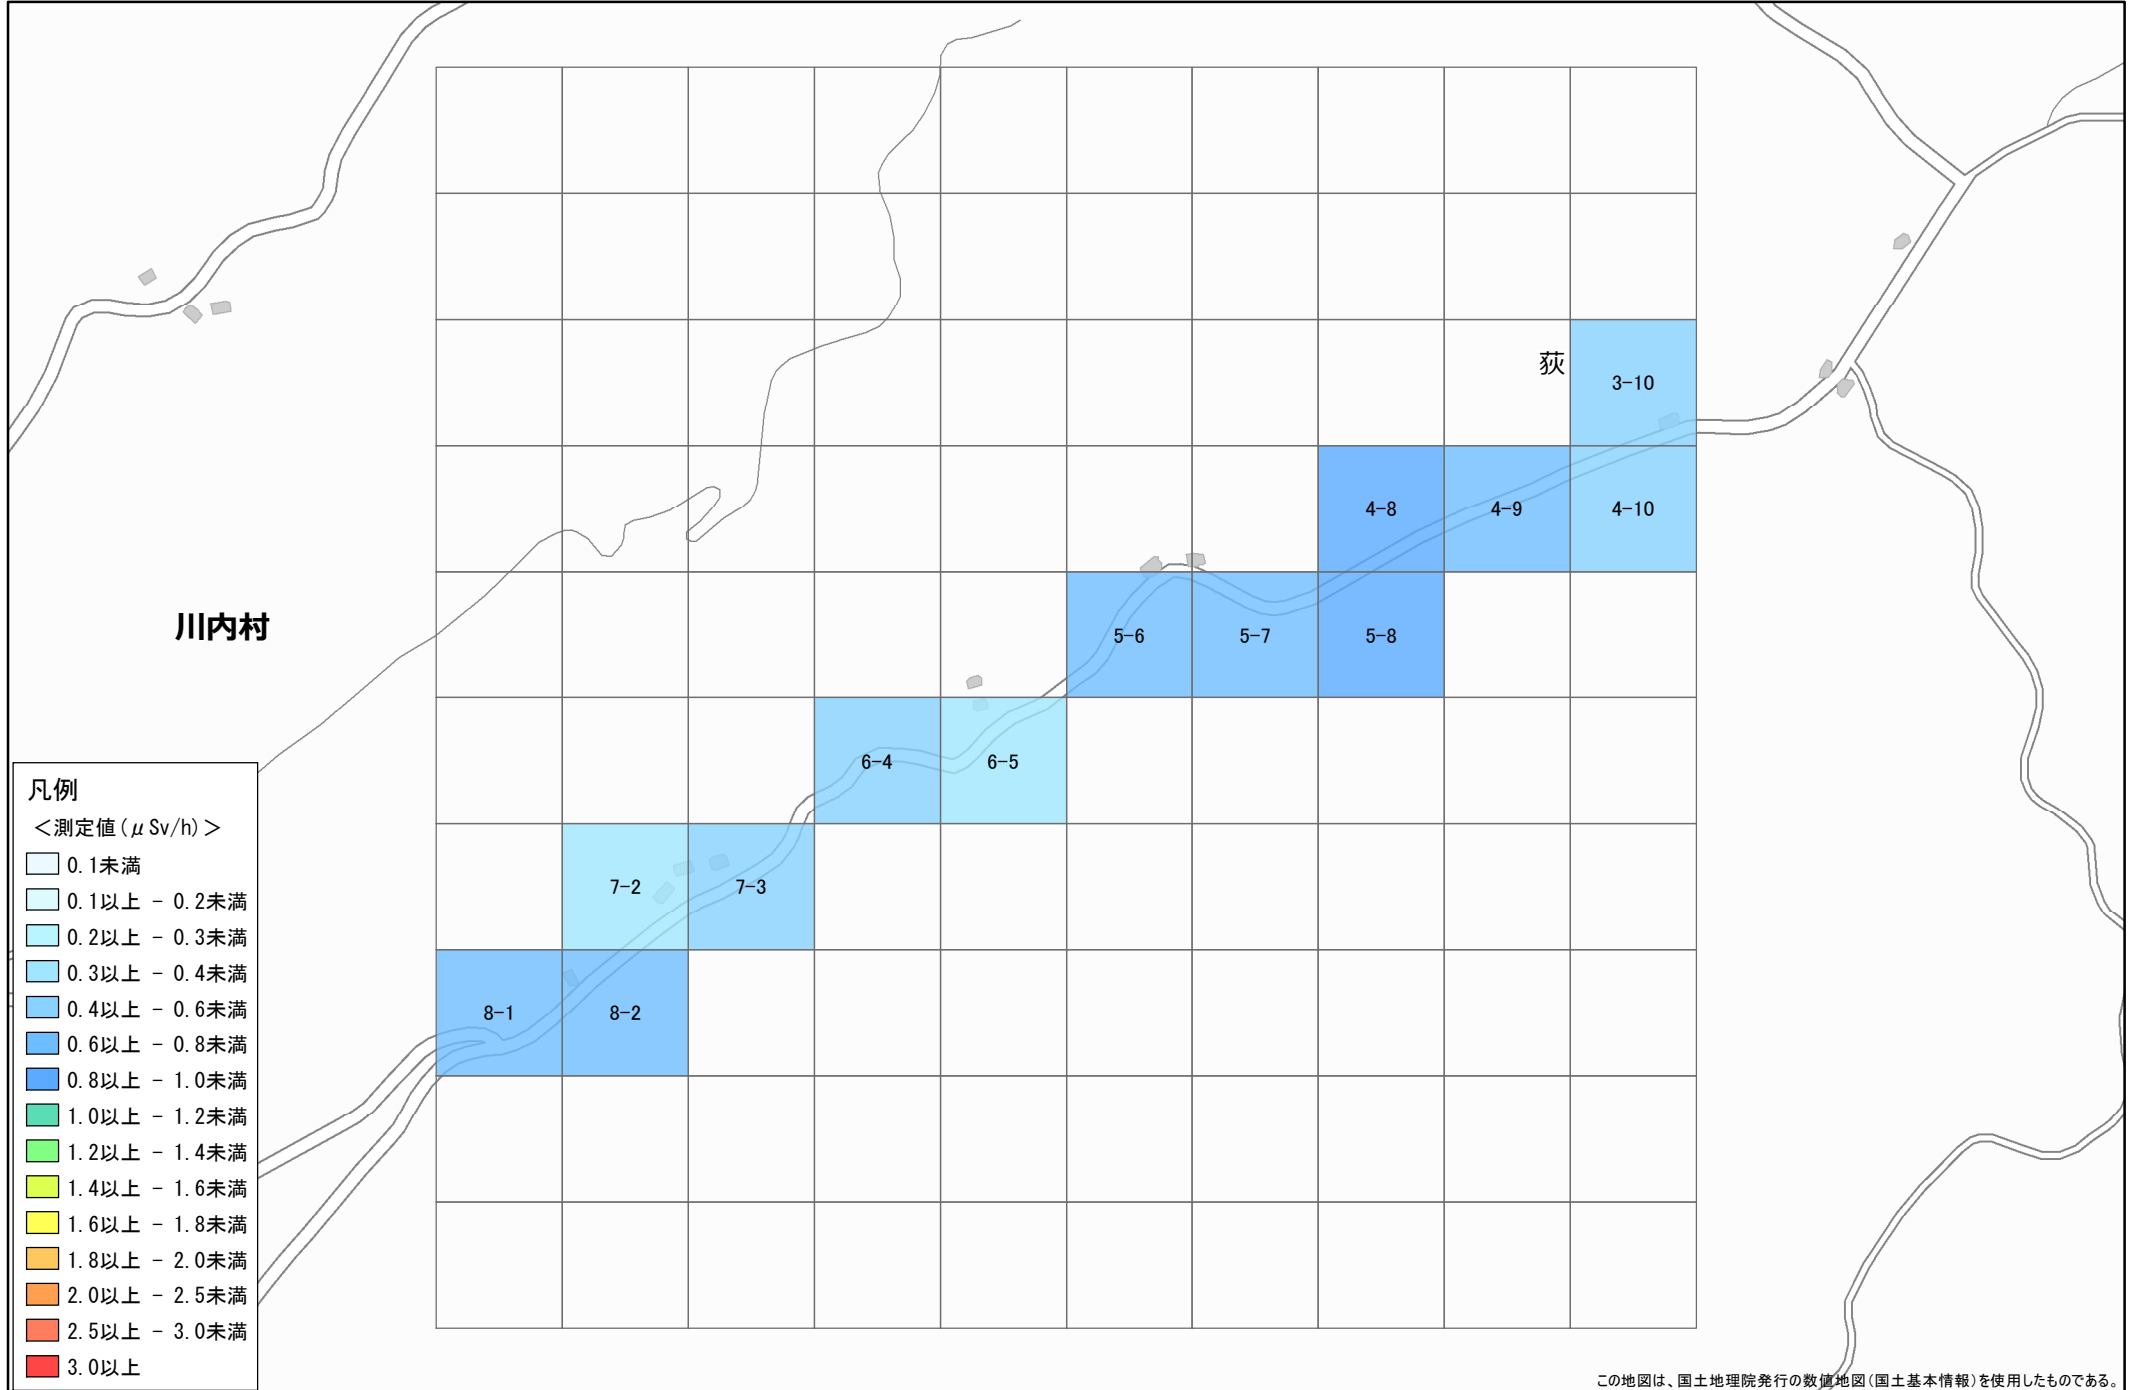 荻
3-10
4-8
4-9
4-10
川内村
5-6
5-7
5-8
6-4
6-5
7-2
7-3
8-1
8-2
凡例
＜測定値(μSv/h)＞
0.1未満
0.1以上 - 0.2未満
0.2以上 - 0.3未満
0.3以上 - 0.4未満
0.4以上 - 0.6未満
0.6以上 - 0.8未満
0.8以上 - 1.0未満
1.0以上 - 1.2未満
1.2以上 - 1.4未満
1.4以上 - 1.6未満
1.6以上 - 1.8未満
1.8以上 - 2.0未満
2.0以上 - 2.5未満
2.5以上 - 3.0未満
3.0以上
この地図は、国土地理院発行の数値地図(国土基本情報)を使用したものである。